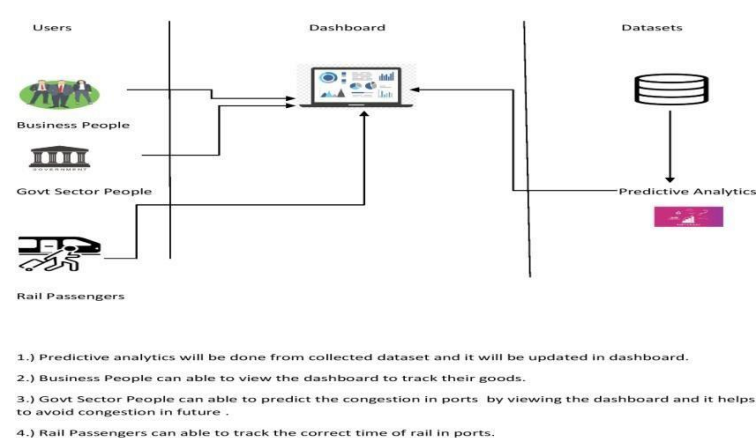 Users
Dashboard
Datasets
Business People
GOVERNMENT
Govt Sector People
Predictive Analytics
Rail Passengers
1.) Predictive analytics will be done from collected dataset and it will be updated in dashboard.
2.) Business People can able to view the dashboard to track their goods.
3.) Govt Sector People can able to predict the congestion in ports by viewing the dashboard and it helps
to avoid congestion in future .
4.) Rail Passengers can able to track the correct time of rail in ports.